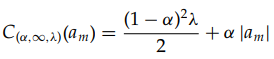 C_{(α,∞,λ)}(a_m) = \frac{(1 − α)^2 λ}{2} + α |a_m|